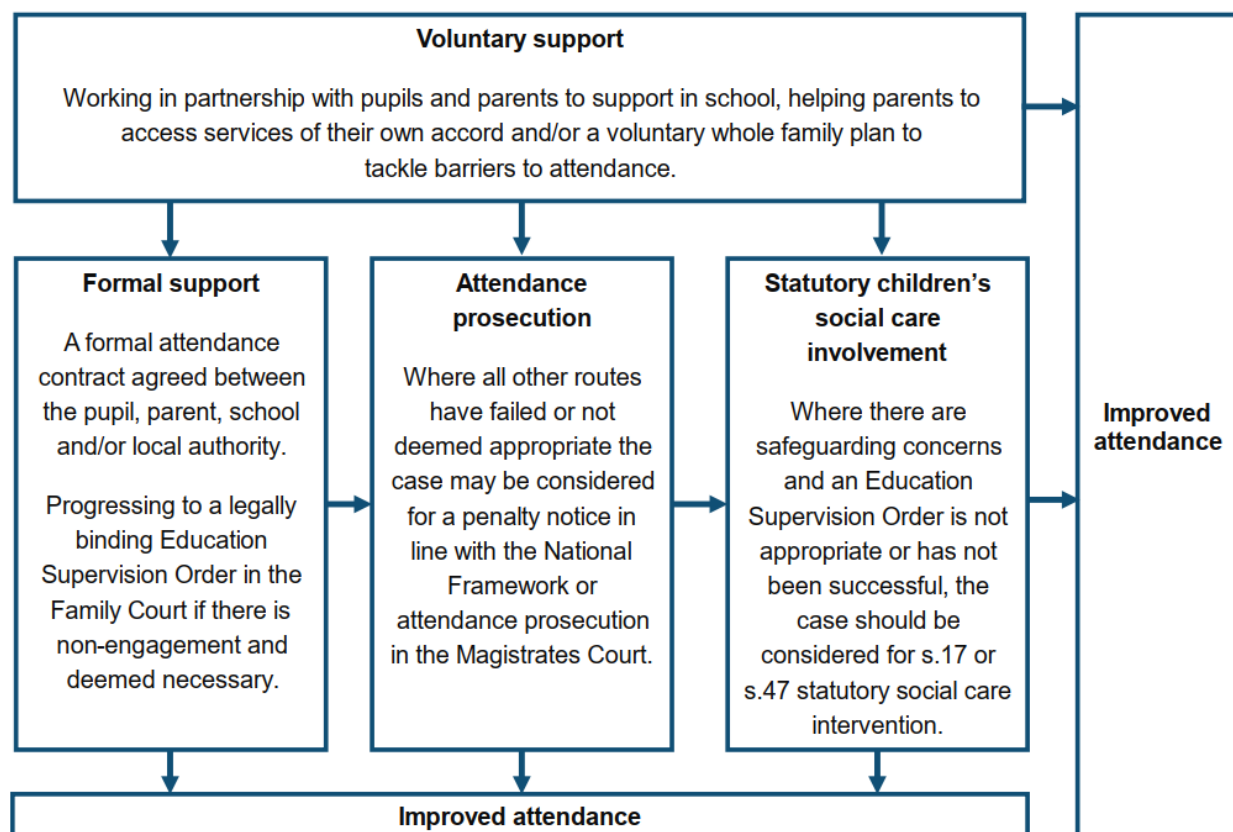 Voluntary support
Working in partnership with pupils and parents to support in school, helping parents to
access services of their own accord and/or a voluntary whole family plan to
tackle barriers to attendance.
Formal support
A formal attendance
contract agreed between
the pupil, parent, school
and/or local authority.
Progressing to a legally
binding Education
Supervision Order in the
Family Court if there is
non-engagement and
deemed necessary.
Attendance
prosecution
Where all other routes
have failed or not
deemed appropriate the
case may be considered
for a penalty notice in
line with the National
Framework or
attendance prosecution
in the Magistrates Court.
Statutory children’s
social care
involvement
Where there are
safeguarding concerns
and an Education
Supervision Order is not
appropriate or has not
been successful, the
case should be
considered for s.17 or
s.47 statutory social care
intervention.
Improved
attendance
Improved attendance